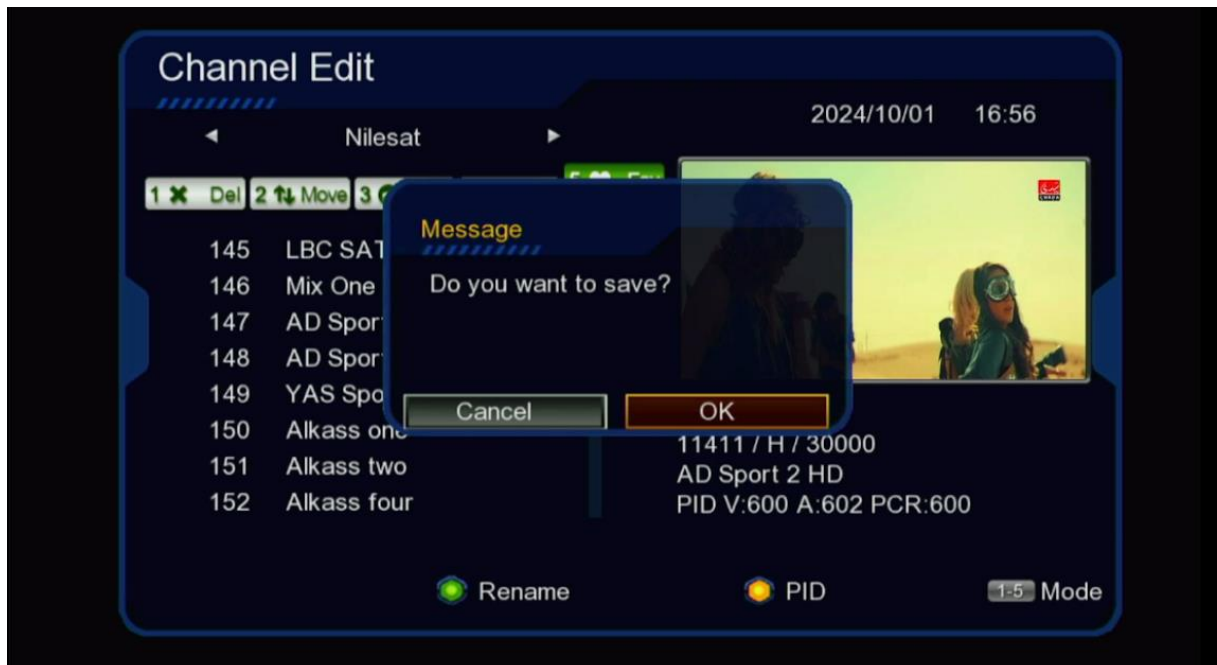 Channel Edit
2024/10/01 16:56
Nilesat
1 Del 2 Move 3
145 LBC SAT
Message
146 Mix One
Do you want to save?
147 AD Spor
148 AD Spor
149 YAS Spo
Cancel OK
150 Alkass one
11411 / H / 30000
151 Alkass two
AD Sport 2 HD
152 Alkass four
PID V:600 A:602 PCR:600
Rename PID 1-5 Mode